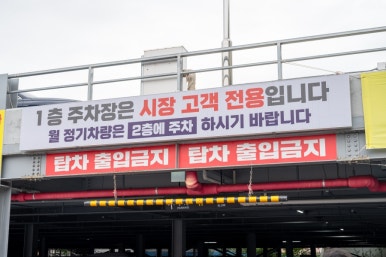 1층 주차장은 시장 고객 전용입니다
월 정기차량은 2층에 주차 하시기 바랍니다
탑차 출입금지 탑차 출입금지